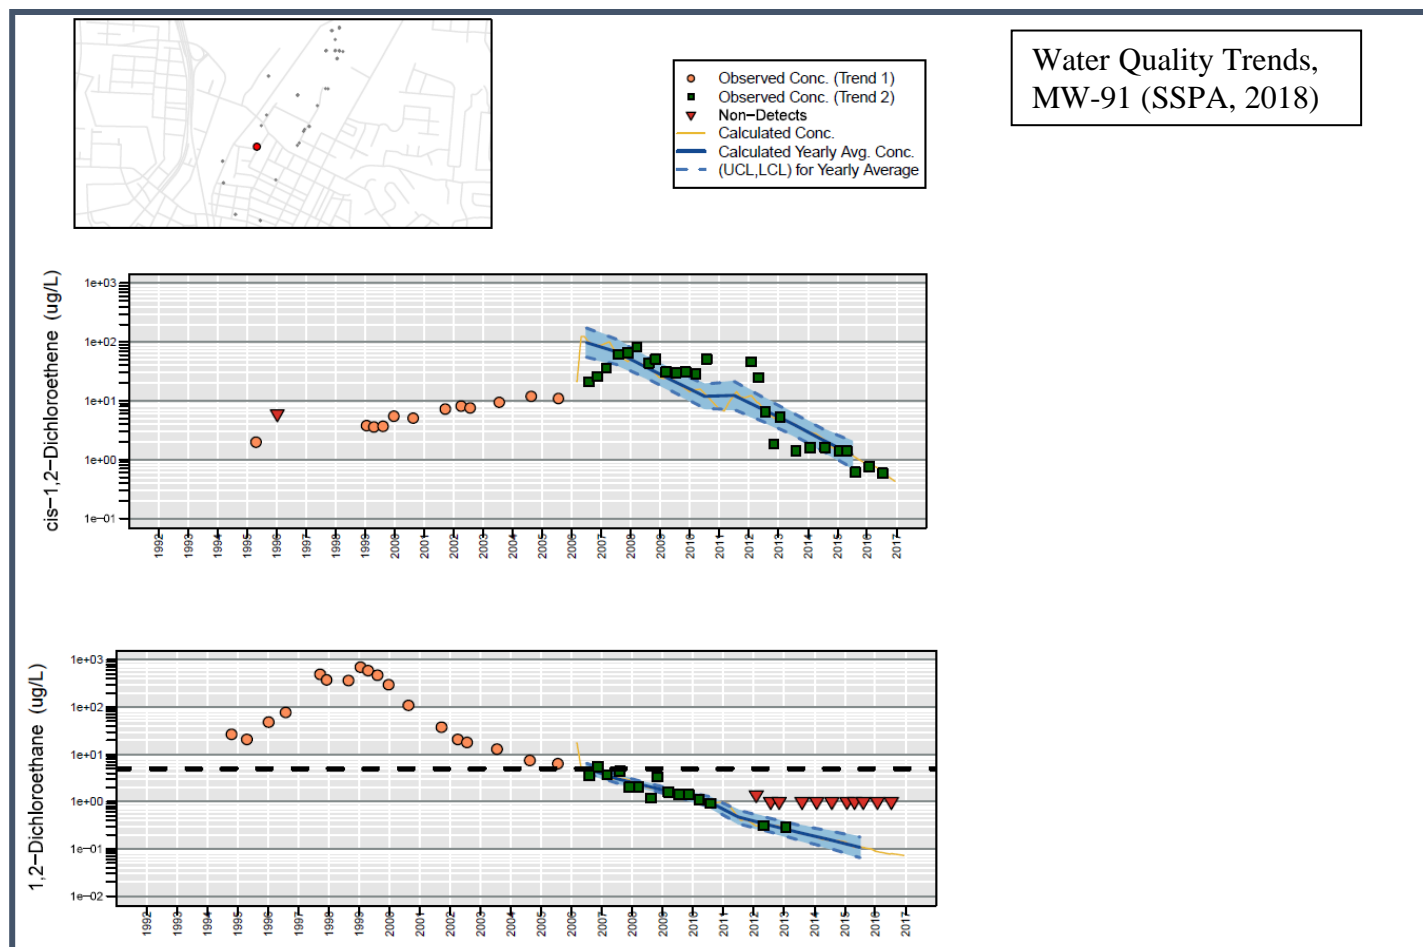 Water Quality Trends,
MW-91 (SSPA, 2018)
Observed Conc. (Trend 1)
Observed Conc. (Trend 2)
Non−Detects
Calculated Conc.
Calculated Yearly Avg. Conc.
(UCL,LCL) for Yearly Average
cis−1,2−Dichloroethene (ug/L)
1e+03
1e+02
1e+01
1e+00
1e−01
1992 1993 1994 1995 1996 1997 1998 1999 2000 2001 2002 2003 2004 2005 2006 2007 2008 2009 2010 2011 2012 2013 2014 2015 2016 2017
1,2−Dichloroethane (ug/L)
1e+03
1e+02
1e+01
1e+00
1e−01
1e−02
1992 1993 1994 1995 1996 1997 1998 1999 2000 2001 2002 2003 2004 2005 2006 2007 2008 2009 2010 2011 2012 2013 2014 2015 2016 2017